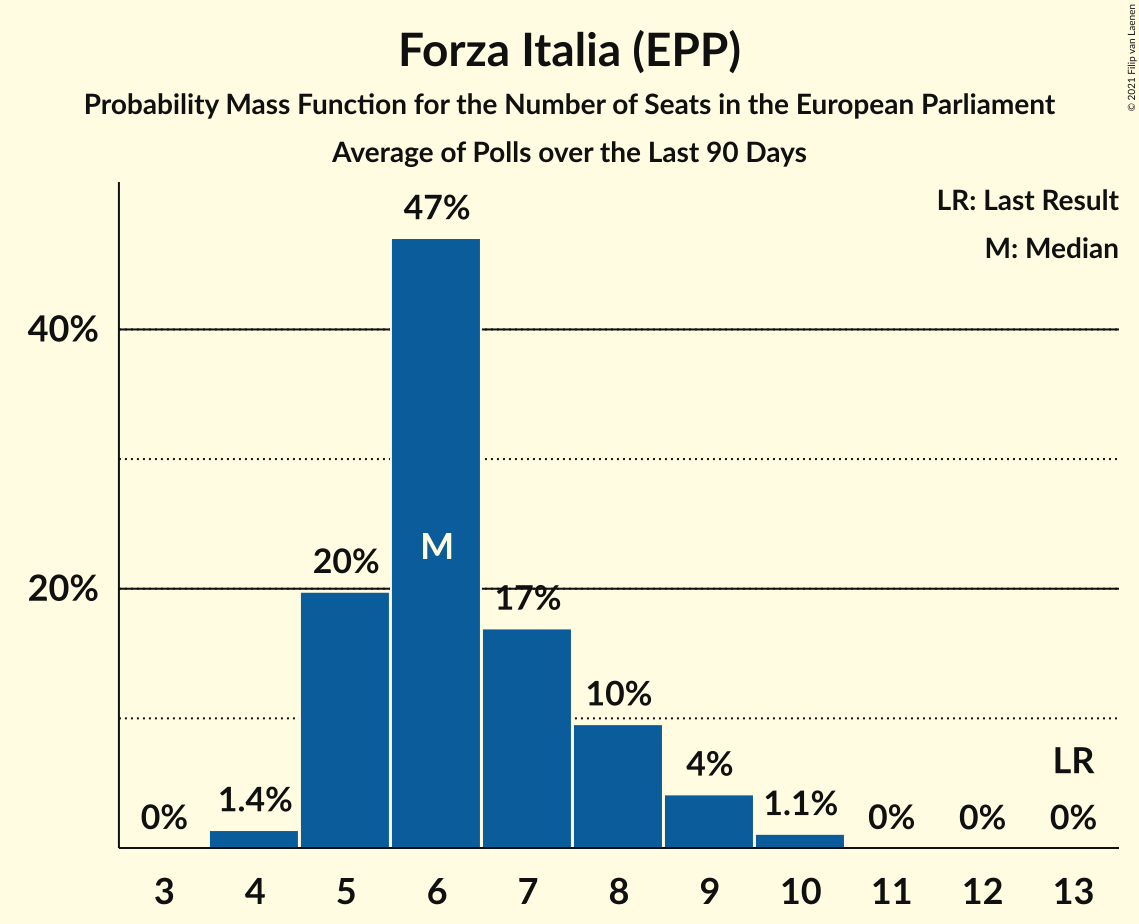 Forza Italia (EPP)
Probability Mass Function for the Number of Seats in the European Parliament
Average of Polls over the Last 90 Days
© 2021 Filip van Laenen
LR: Last Result
M: Median
40%
20%
0%
1.4%
20%
47%
M
17%
10%
4%
1.1%
0%
0%
LR
0%
3 4 5 6 7 8 9 10 11 12 13